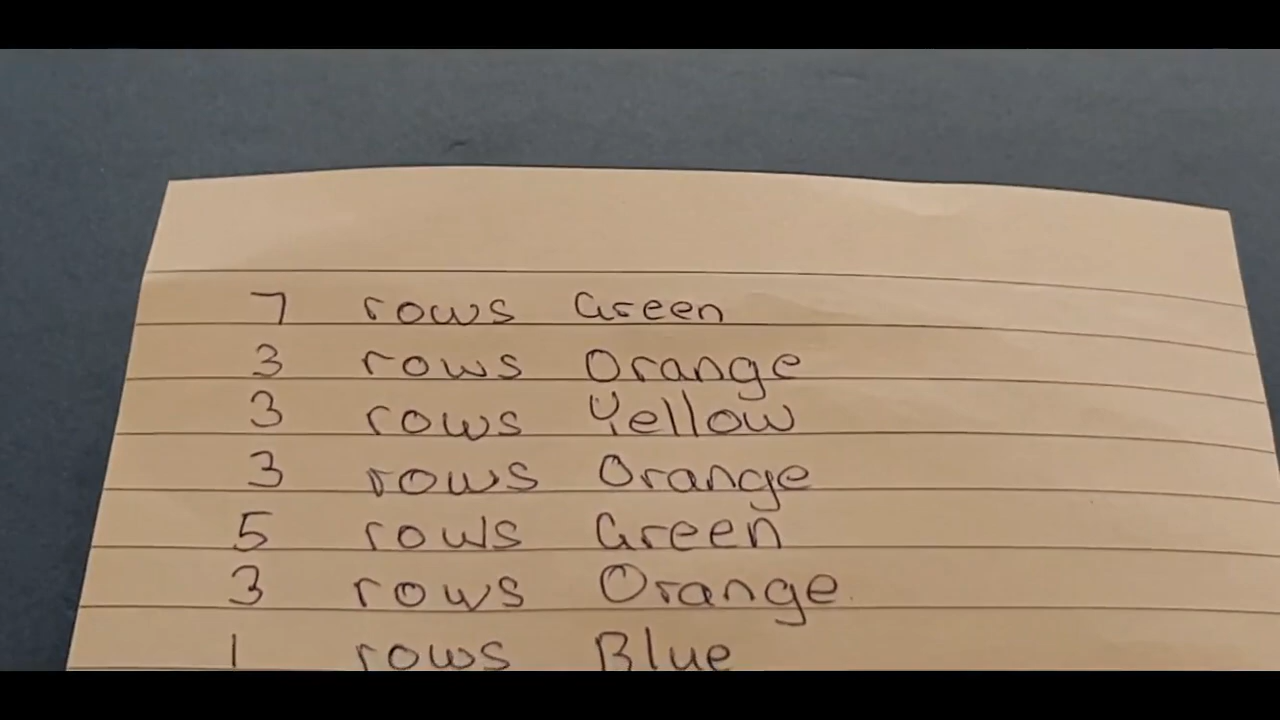 7 rows Green
3 rows Orange
3 rows Yellow
3 rows Orange
5 rows Green
3 rows Orange
1 rows Blue